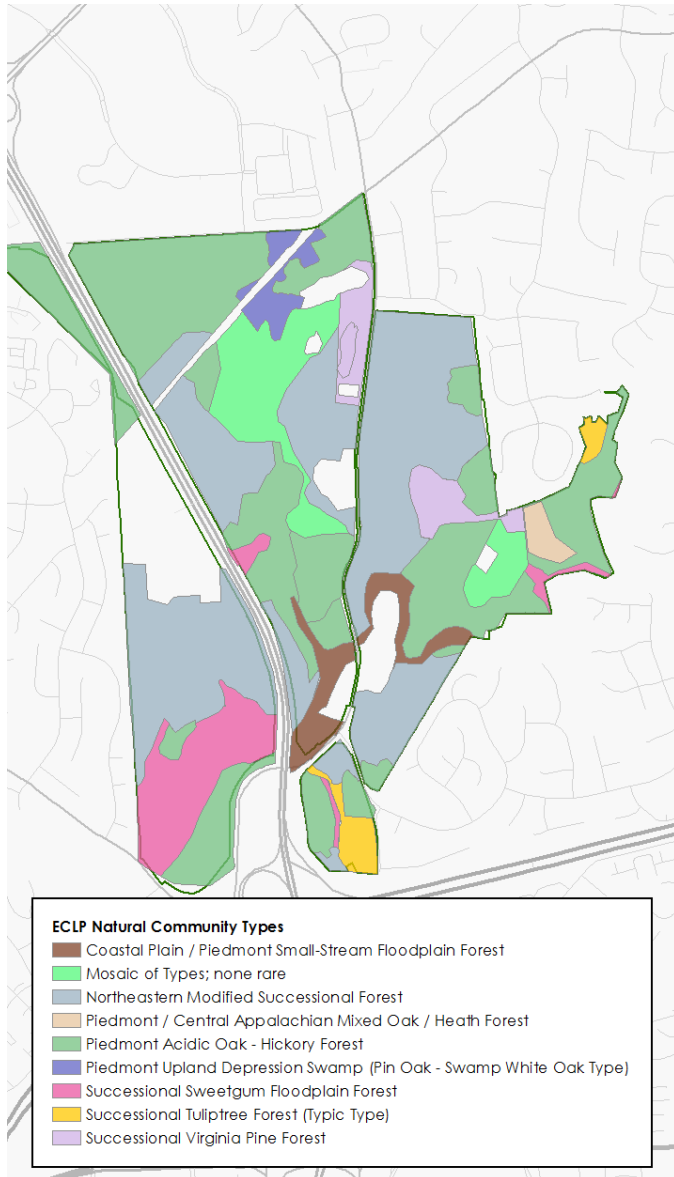 ECLP Natural Community Types
Coastal Plain / Piedmont Small-Stream Floodplain Forest
Mosaic of Types; none rare
Northeastern Modified Successional Forest
Piedmont / Central Appalachian Mixed Oak / Heath Forest
Piedmont Acidic Oak - Hickory Forest
Piedmont Upland Depression Swamp (Pin Oak - Swamp White Oak Type)
Successional Sweetgum Floodplain Forest
Successional Tuliptree Forest (Typic Type)
Successional Virginia Pine Forest